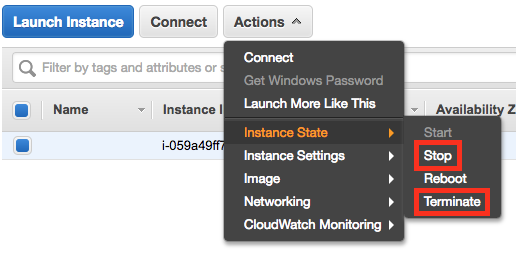 Launch Instance Connect Actions
Filter by tags and attributes or s
Name Instance I Availability Z
i-059a49ff7
Connect
Get Windows Password
Launch More Like This
Instance State
Instance Settings
Image
Networking
CloudWatch Monitoring
Start
Stop
Reboot
Terminate